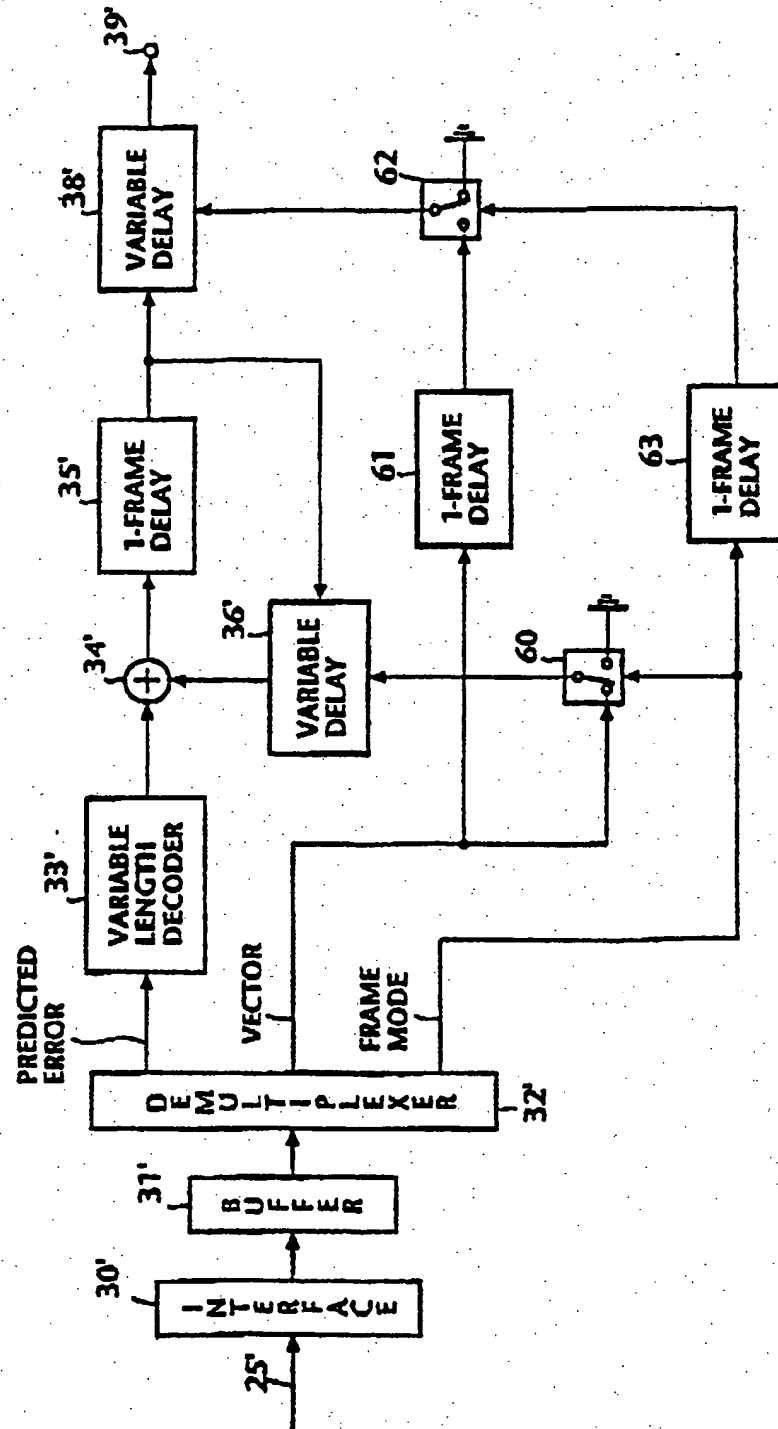 25'
30'
INTERFACE
31'
BUFFER
DEMULTIPLEXER
32'
PREDICTED
ERROR
VECTOR
FRAME
MODE
33'
VARIABLE
LENGTH
DECODER
34'
+
35'
1-FRAME
DELAY
36'
VARIABLE
DELAY
38'
VARIABLE
DELAY
39'
60
61
1-FRAME
DELAY
62
63
1-FRAME
DELAY